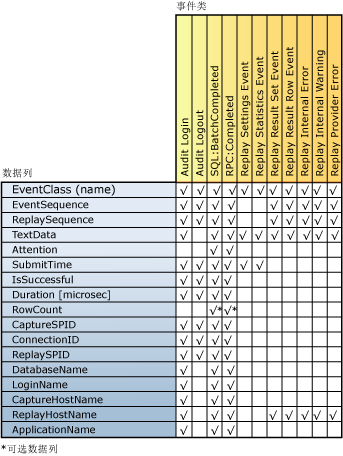 事件类
Audit Login
Audit Logout
SQL:BatchCompleted
RPC:Completed
Replay Settings Event
Replay Statistics Event
Replay Result Set Event
Replay Result Row Event
Replay Internal Error
Replay Internal Warning
Replay Provider Error
数据列
EventClass (name) √ √ √ √ √ √ √ √ √ √ √
EventSequence √ √ √ √ √ √ √ √ √
ReplaySequence √ √ √ √ √ √ √ √ √
TextData √ √ √ √ √ √ √ √ √ √
Attention √ √
SubmitTime √ √ √ √ √ √
IsSuccessful √ √ √ √
Duration [microsec] √ √ √ √
RowCount √* √*
CaptureSPID √ √ √ √
ConnectionID √ √ √ √
ReplaySPID √ √ √ √
DatabaseName √ √ √
LoginName √ √ √
CaptureHostName √ √ √
ReplayHostName √ √ √ √ √ √ √ √
ApplicationName √ √ √
*可选数据列